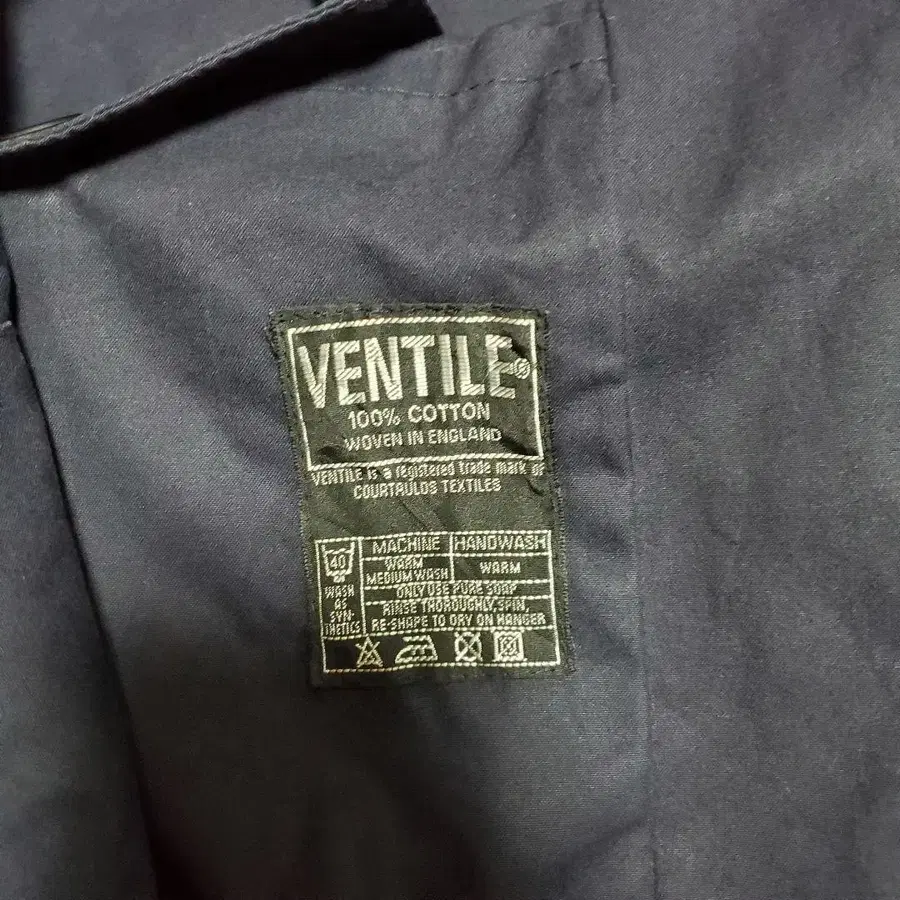 VENTILE®
100% COTTON
WOVEN IN ENGLAND
VENTILE is a registered trade mark of
COURTAULDS TEXTILES
40
WASH
AS
SYN-
THETICS
MACHINE HANDWASH
WARM
MEDIUM WASH
WARM
ONLY USE PURE SOAP
RINSE THOROUGHLY, SPIN,
RE-SHAPE TO DRY ON HANGER